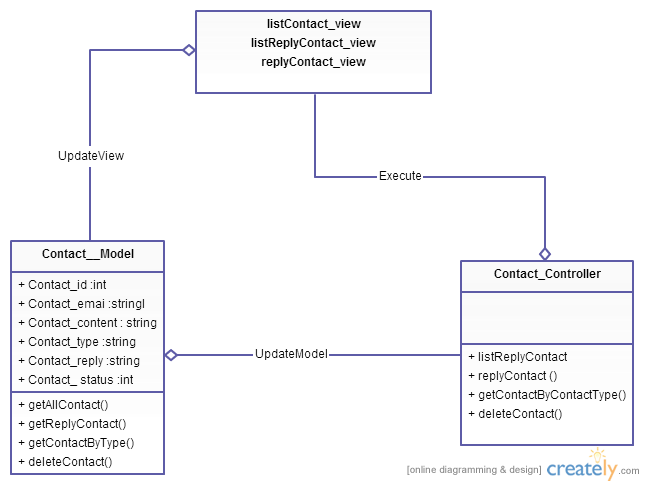 listContact_view
listReplyContact_view
replyContact_view
UpdateView
Execute
Contact__Model
+ Contact_id :int
+ Contact_emai :stringl
+ Contact_content : string
+ Contact_type :string
+ Contact_reply :string
+ Contact_ status :int
+ getAllContact()
+ getReplyContact()
+ getContactByType()
+ deleteContact()
UpdateModel
Contact_Controller
+ listReplyContact
+ replyContact ()
+ getContactByContactType()
+ deleteContact()
[online diagramming & design] creately.com